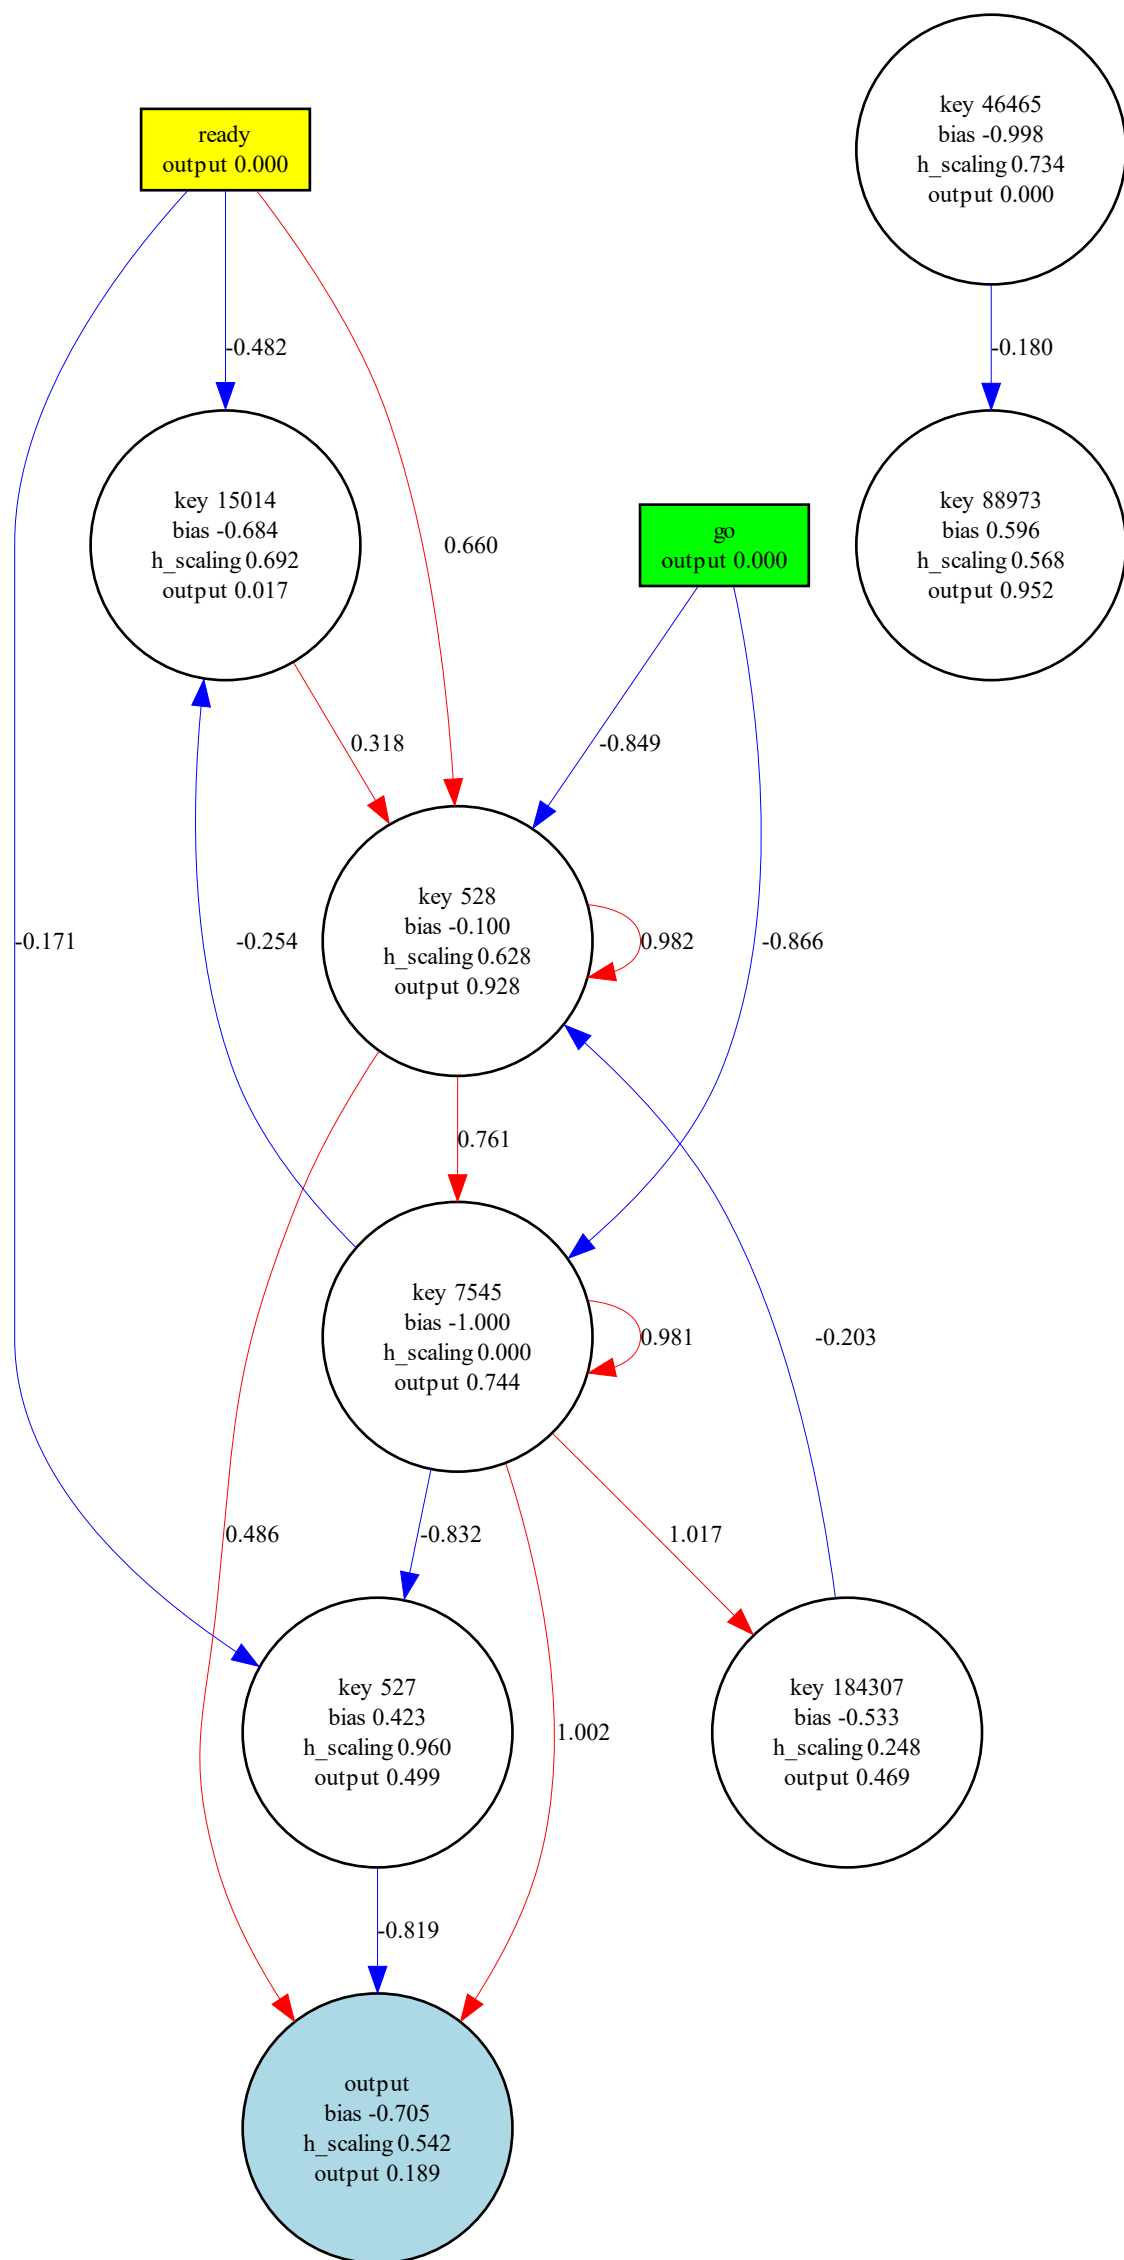 key 46465
bias -0.998
h_scaling 0.734
output 0.000
ready
output 0.000
-0.482
-0.180
key 15014
bias -0.684
h_scaling 0.692
output 0.017
0.660
go
output 0.000
key 88973
bias 0.596
h_scaling 0.568
output 0.952
0.318
-0.849
-0.171
-0.254
key 528
bias -0.100
h_scaling 0.628
output 0.928
0.982
-0.866
0.761
key 7545
bias -1.000
h_scaling 0.000
output 0.744
0.981
-0.203
0.486
-0.832
1.017
key 527
bias 0.423
h_scaling 0.960
output 0.499
1.002
key 184307
bias -0.533
h_scaling 0.248
output 0.469
-0.819
output
bias -0.705
h_scaling 0.542
output 0.189